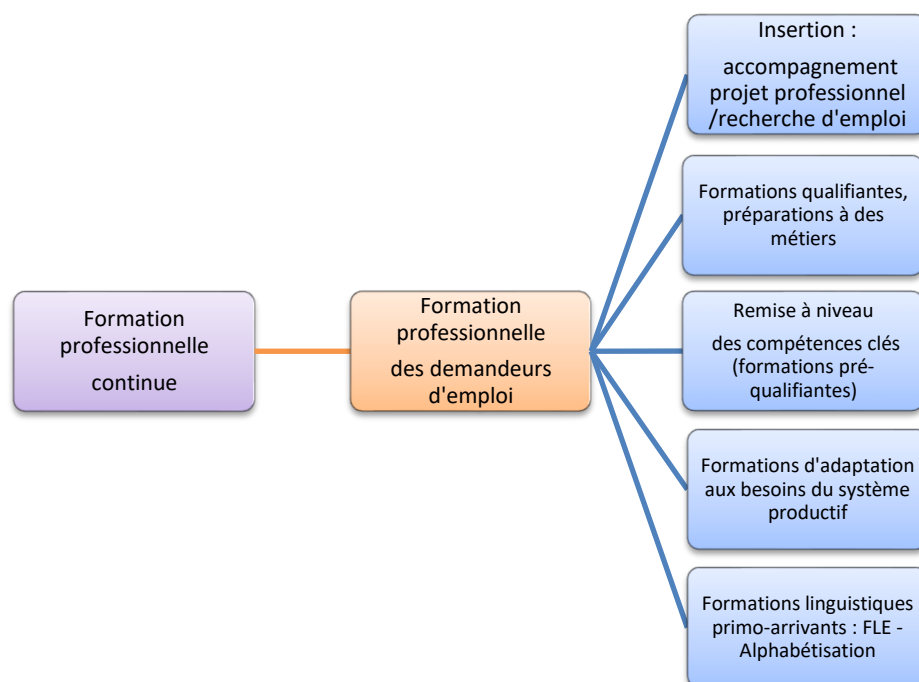 Formation
professionnelle
continue
Formation
professionnelle
des demandeurs
d'emploi
Insertion :
accompagnement
projet professionnel
/recherche d'emploi
Formations qualifiantes,
préparations à des
métiers
Remise à niveau
des compétences clés
(formations pré-
qualifiantes)
Formations d'adaptation
aux besoins du système
productif
Formations linguistiques
primo-arrivants : FLE -
Alphabétisation